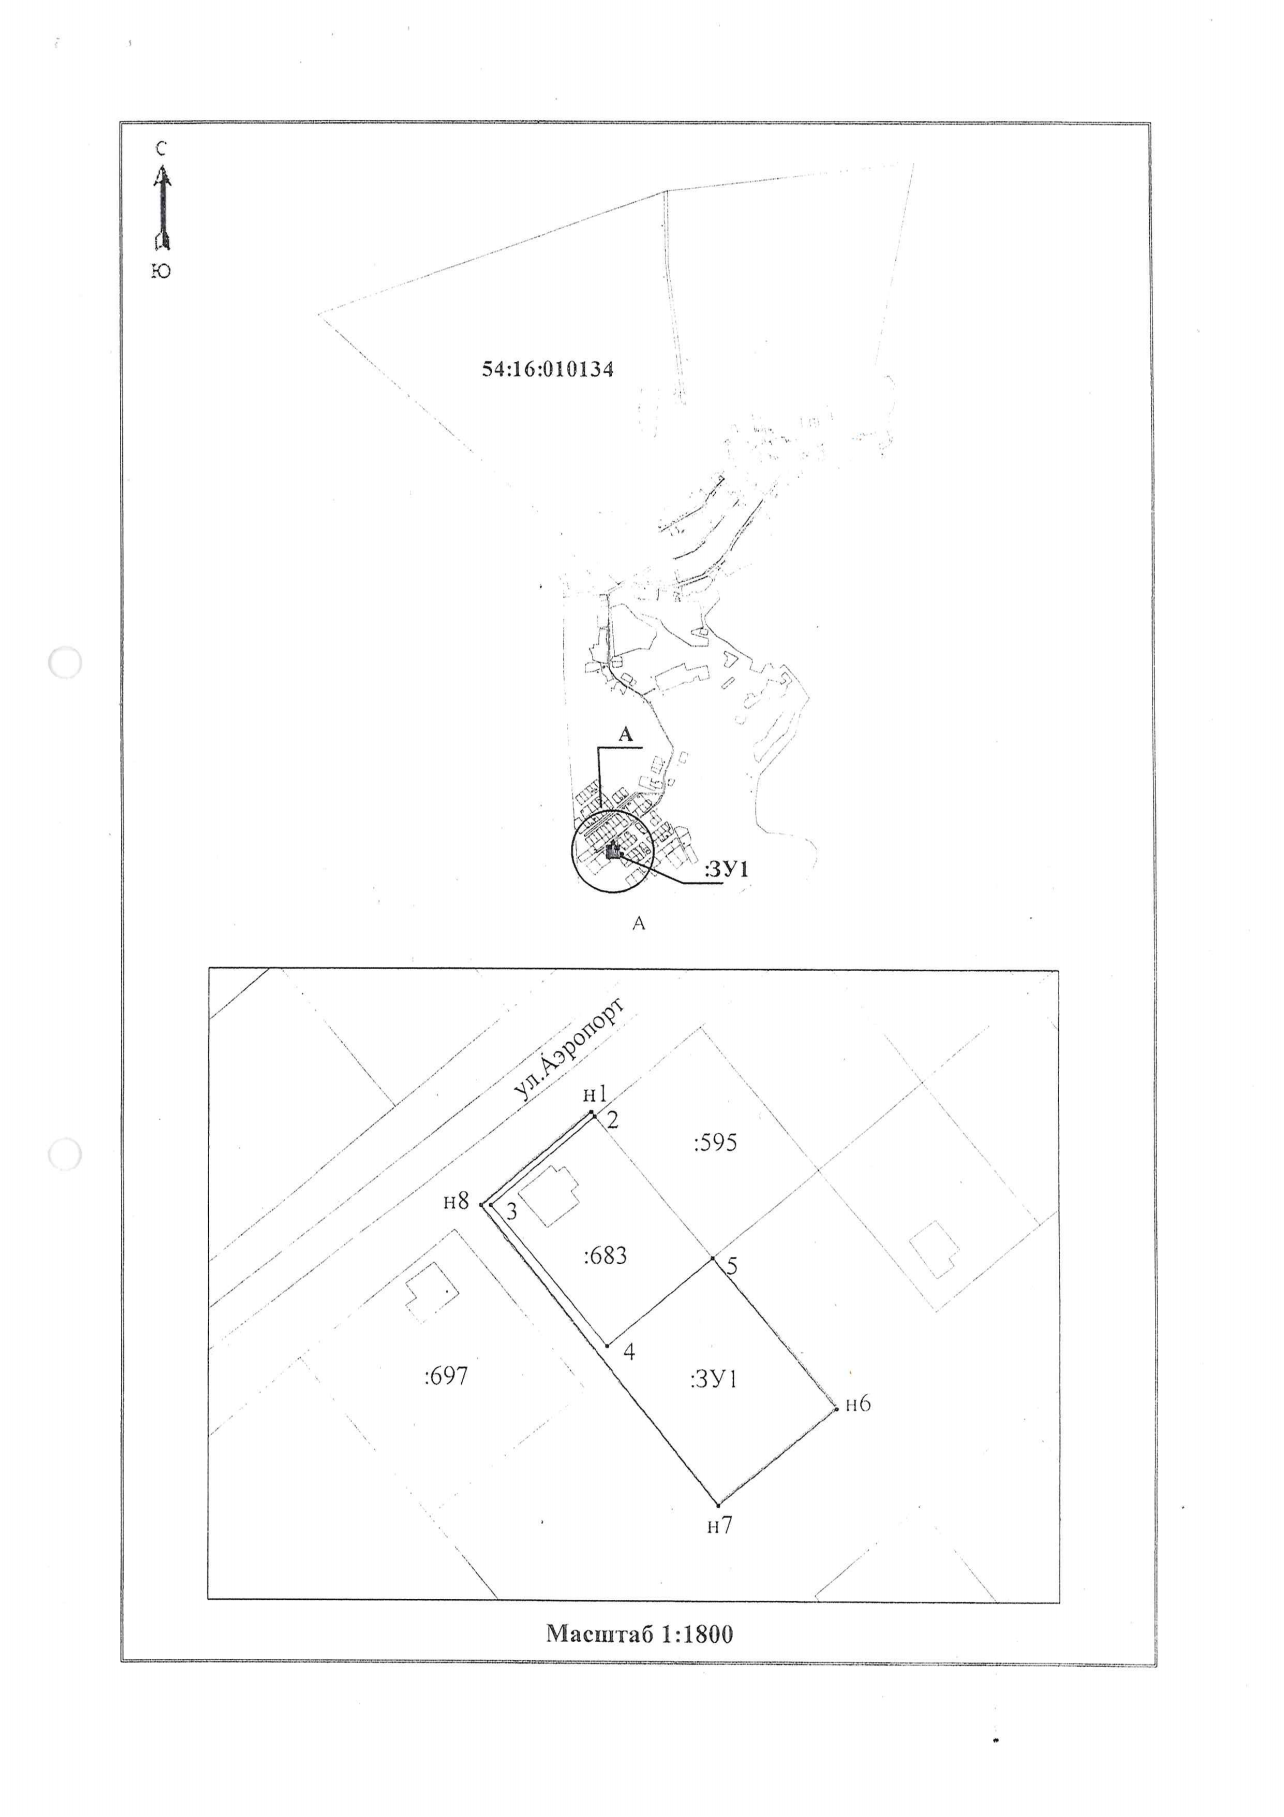 С
Ю
54:16:010134
А
:ЗУ1
А
ул.Аэропорт
н1
2
:595
н8
3
:683
5
4
:697
:ЗУ1
н6
н7
Масштаб 1:1800